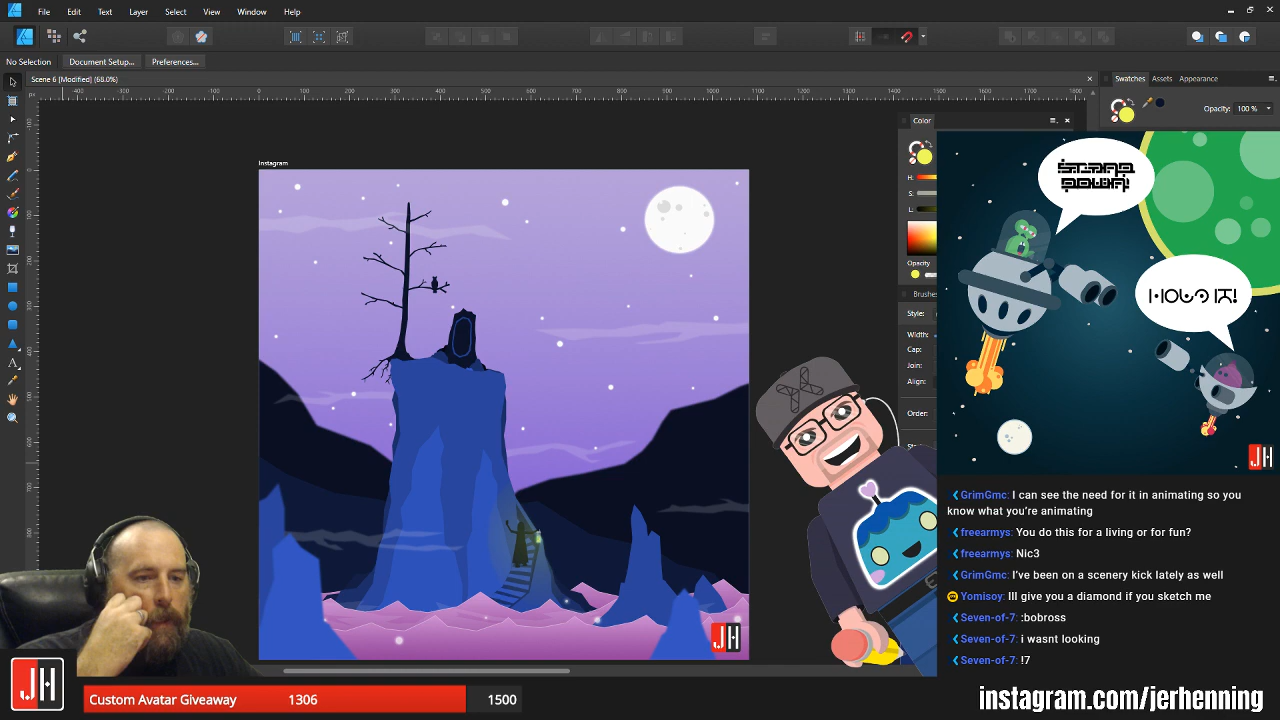 File Edit Text Layer Select View Window Help
No Selection Document Setup... Preferences...
Scene 6 [Modified] (68.0%)
Swatches Assets Appearance
Opacity: 100 %
Color
H:
S:
L:
Opacity
Brushes
Style:
Width:
Cap:
Join:
Align:
Order:
Instagram
JH
JH
GrimGmc: I can see the need for it in animating so you
know what you're animating
freearmys: You do this for a living or for fun?
freearmys: Nic3
GrimGmc: I've been on a scenery kick lately as well
Yomisoy: Ill give you a diamond if you sketch me
Seven-of-7: :bobross
Seven-of-7: i wasnt looking
Seven-of-7: !7
JH
Custom Avatar Giveaway 1306 1500
instagram.com/jerhenning